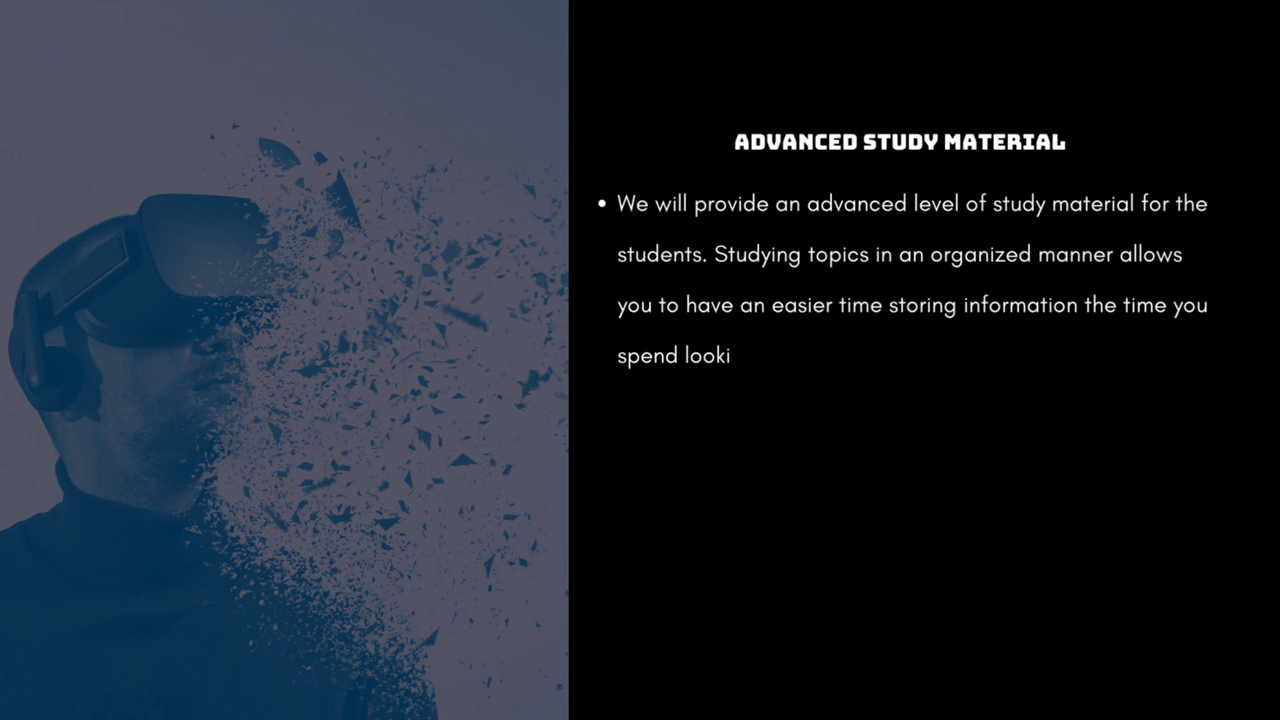 ADVANCED STUDY MATERIAL
• We will provide an advanced level of study material for the
students. Studying topics in an organized manner allows
you to have an easier time storing information the time you
spend looki